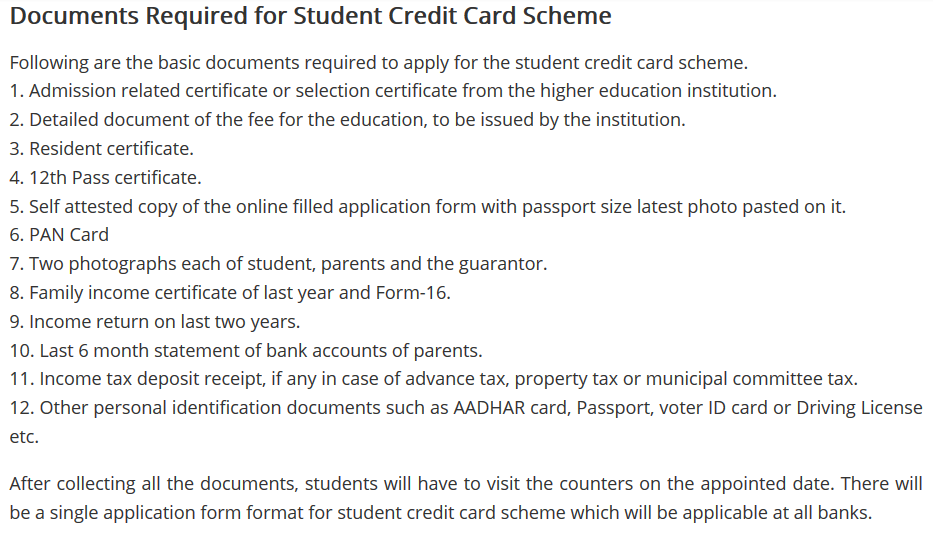 Documents Required for Student Credit Card Scheme
Following are the basic documents required to apply for the student credit card scheme.
1. Admission related certificate or selection certificate from the higher education institution.
2. Detailed document of the fee for the education, to be issued by the institution.
3. Resident certificate.
4. 12th Pass certificate.
5. Self attested copy of the online filled application form with passport size latest photo pasted on it.
6. PAN Card
7. Two photographs each of student, parents and the guarantor.
8. Family income certificate of last year and Form-16.
9. Income return on last two years.
10. Last 6 month statement of bank accounts of parents.
11. Income tax deposit receipt, if any in case of advance tax, property tax or municipal committee tax.
12. Other personal identification documents such as AADHAR card, Passport, voter ID card or Driving License
etc.
After collecting all the documents, students will have to visit the counters on the appointed date. There will
be a single application form format for student credit card scheme which will be applicable at all banks.